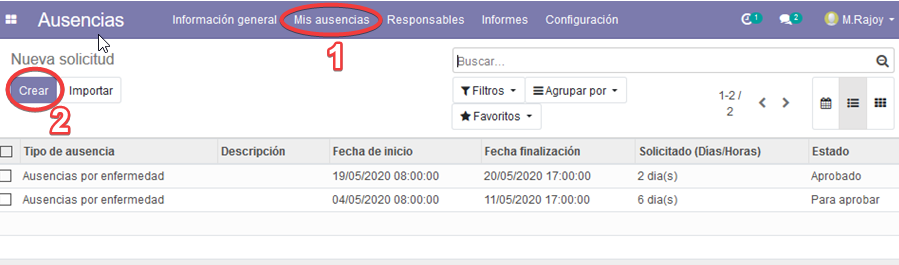 Ausencias Información general Mis ausencias Responsables Informes Configuración 1 2 M.Rajoy
1
Nueva solicitud
Buscar...
Crear Importar
2
Filtros Agrupar por
Favoritos
1-2 /
2
Tipo de ausencia Descripción Fecha de inicio Fecha finalización Solicitado (Dias/Horas) Estado
Ausencias por enfermedad 19/05/2020 08:00:00 20/05/2020 17:00:00 2 dia(s) Aprobado
Ausencias por enfermedad 04/05/2020 08:00:00 11/05/2020 17:00:00 6 dia(s) Para aprobar